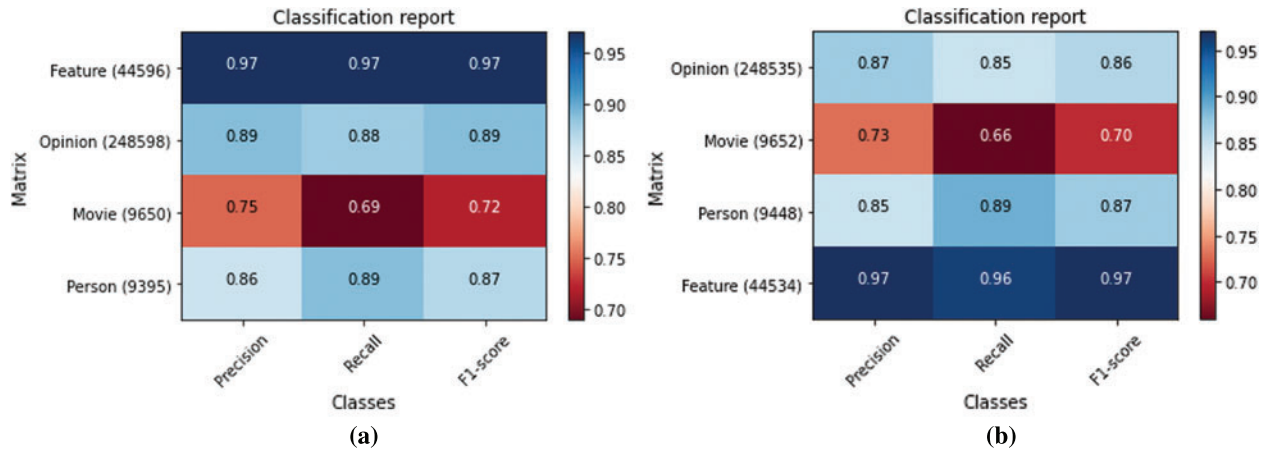 Classification report
Matrix
Feature (44596) 0.97 0.97 0.97
Opinion (248598) 0.89 0.88 0.89
Movie (9650) 0.75 0.69 0.72
Person (9395) 0.86 0.89 0.87
Precision Recall F1-score
Classes
0.95
0.90
0.85
0.80
0.75
0.70
(a)
Classification report
Matrix
Opinion (248535) 0.87 0.85 0.86
Movie (9652) 0.73 0.66 0.70
Person (9448) 0.85 0.89 0.87
Feature (44534) 0.97 0.96 0.97
Precision Recall F1-score
Classes
0.95
0.90
0.85
0.80
0.75
0.70
(b)